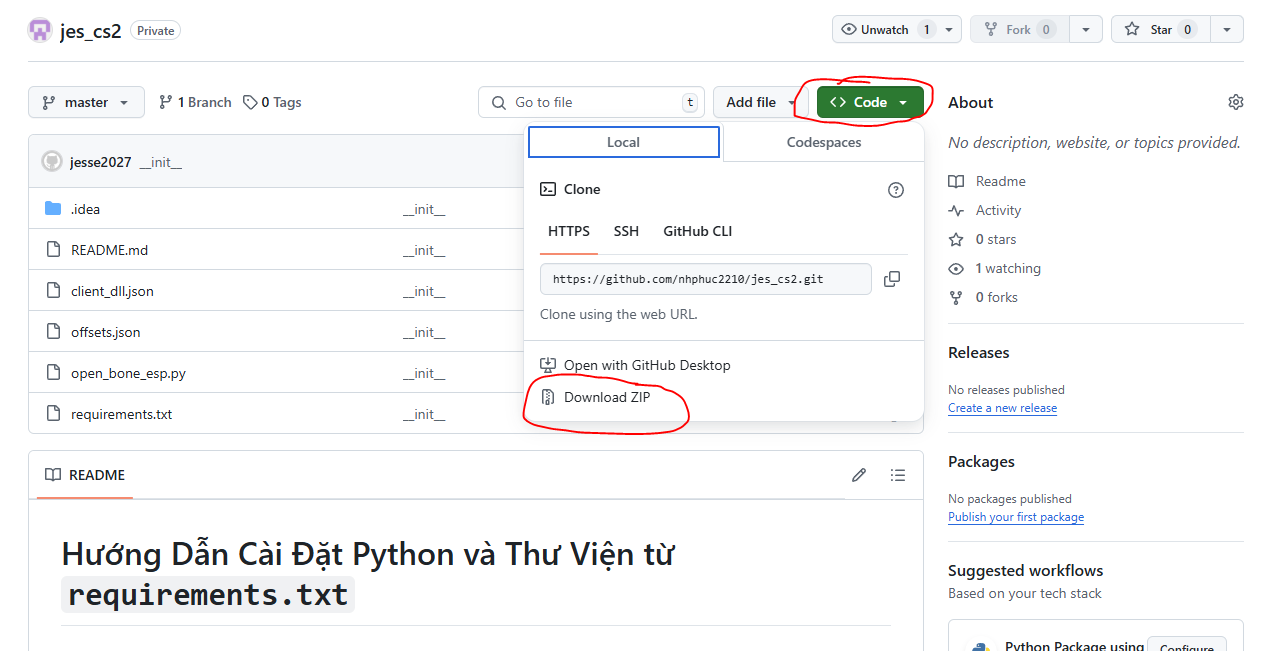 jes_cs2 Private
Unwatch 1 Fork 0 Star 0
master 1 Branch 0 Tags
Go to file t Add file <> Code
jesse2027 __init__
.idea __init__
README.md __init__
client_dll.json __init__
offsets.json __init__
open_bone_esp.py __init__
requirements.txt __init__
Local Codespaces
Clone
HTTPS SSH GitHub CLI
https://github.com/nhphuc2210/jes_cs2.git
Clone using the web URL.
Open with GitHub Desktop
Download ZIP
README
Hướng Dẫn Cài Đặt Python và Thư Viện từ
requirements.txt
About
No description, website, or topics provided.
Readme
Activity
0 stars
1 watching
0 forks
Releases
No releases published
Create a new release
Packages
No packages published
Publish your first package
Suggested workflows
Based on your tech stack
Python Package using
Configure